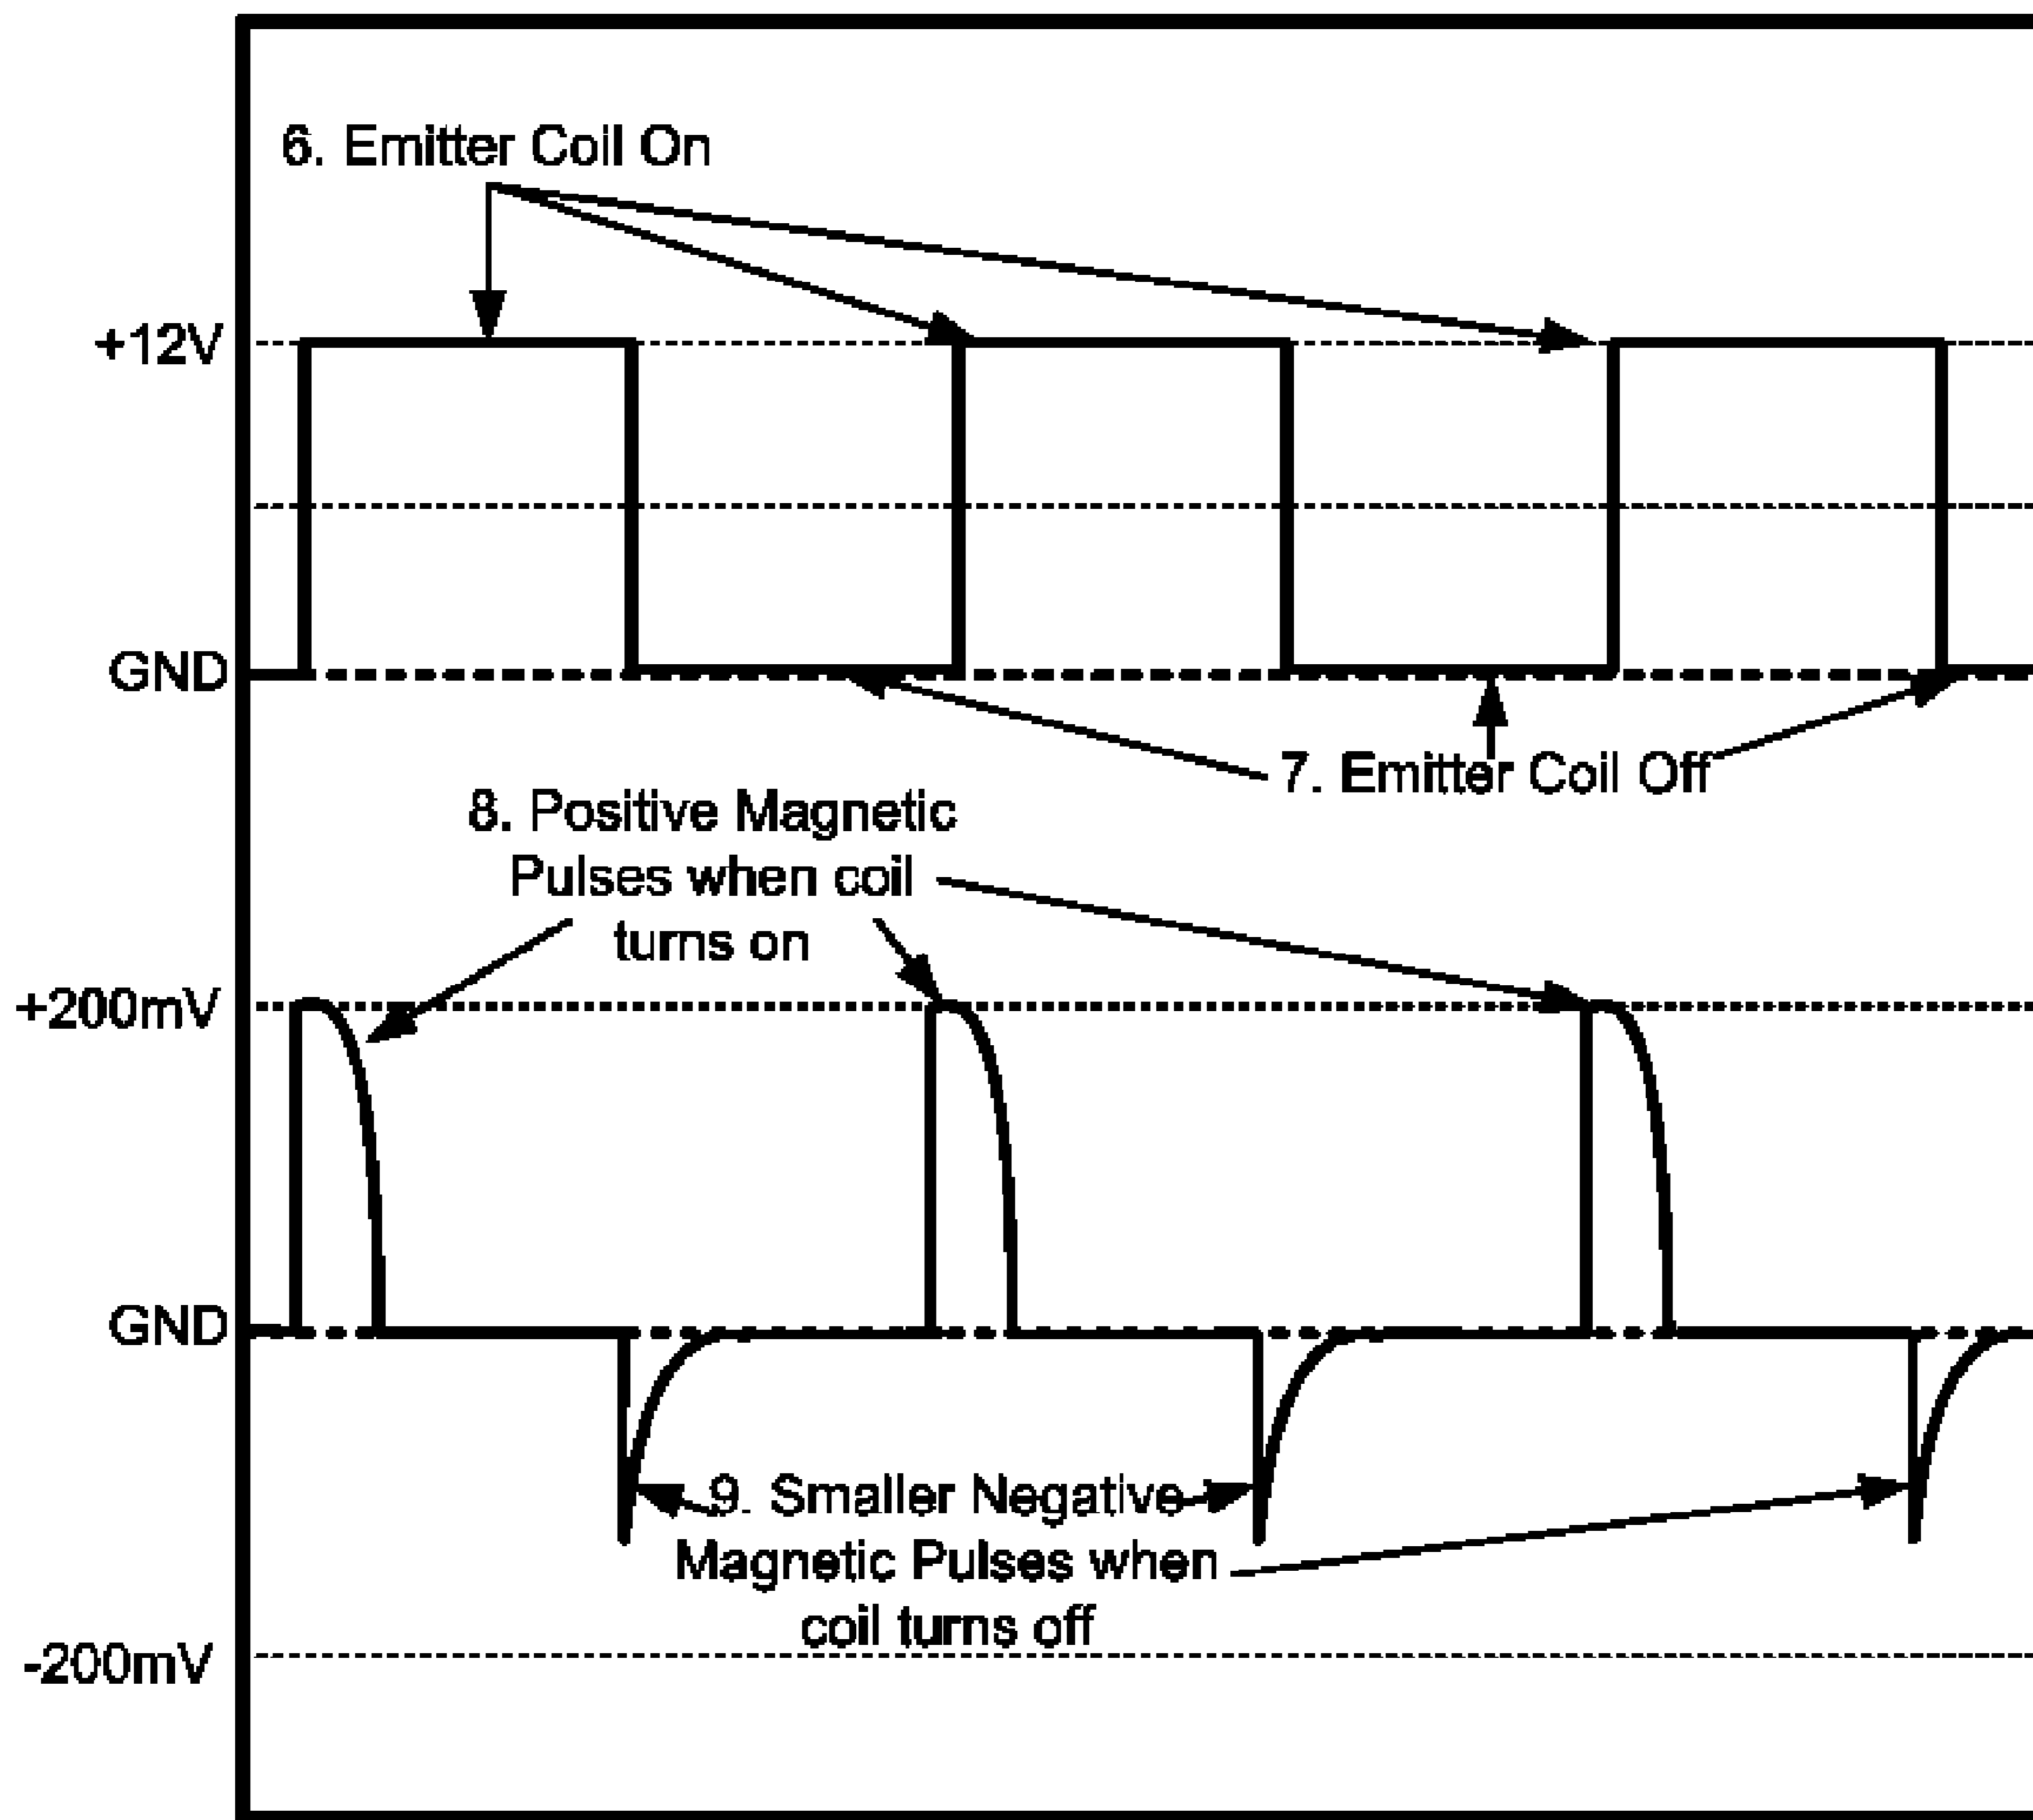 6. Emitter Coil On
+12V
GND
7. Emitter Coil Off
8. Positive Magnetic
Pulses when coil
turns on
+200mV
GND
9. Smaller Negative
Magnetic Pulses when
coil turns off
-200mV